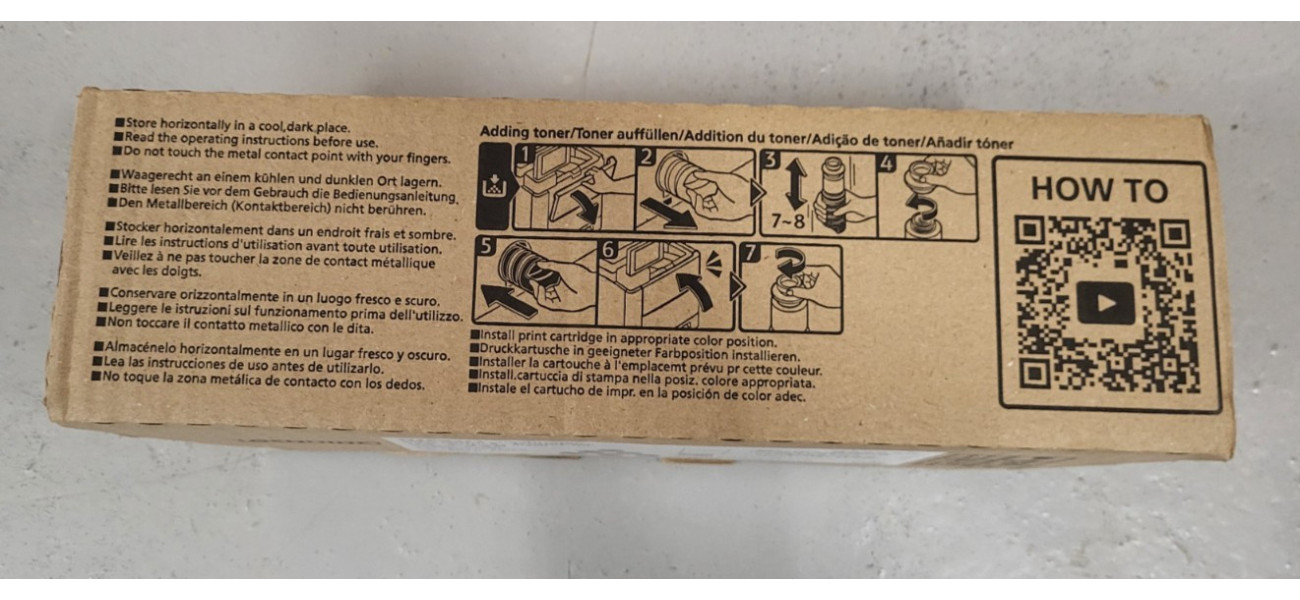 ■Store horizontally in a cool,dark place.
■Read the operating instructions before use.
■Do not touch the metal contact point with your fingers.
■Waagerecht an einem kühlen und dunklen Ort lagern.
■Bitte lesen Sie vor dem Gebrauch die Bedienungsanleitung.
■Den Metallbereich (Kontaktbereich) nicht berühren.
■Stocker horizontalement dans un endroit frais et sombre.
■Lire les instructions d'utilisation avant toute utilisation.
■Veillez à ne pas toucher la zone de contact métallique
avec les doigts.
■Conservare orizzontalmente in un luogo fresco e scuro.
■Leggere le istruzioni sul funzionamento prima dell'utilizzo.
■Non toccare il contatto metallico con le dita.
■Almacénelo horizontalmente en un lugar fresco y oscuro.
■Lea las instrucciones de uso antes de utilizarlo.
■No toque la zona metálica de contacto con los dedos.
Adding toner/Toner auffüllen/Addition du toner/Adição de toner/Añadir tóner
1
2
3
7~8
4
5
6
7
■Install print cartridge in appropriate color position.
■Druckkartusche in geeigneter Farbposition installieren.
■Installer la cartouche à l'emplacemt prévu pr cette couleur.
■Install.cartuccia di stampa nella posiz. colore appropriata.
■Instale el cartucho de impr. en la posición de color adec.
HOW TO